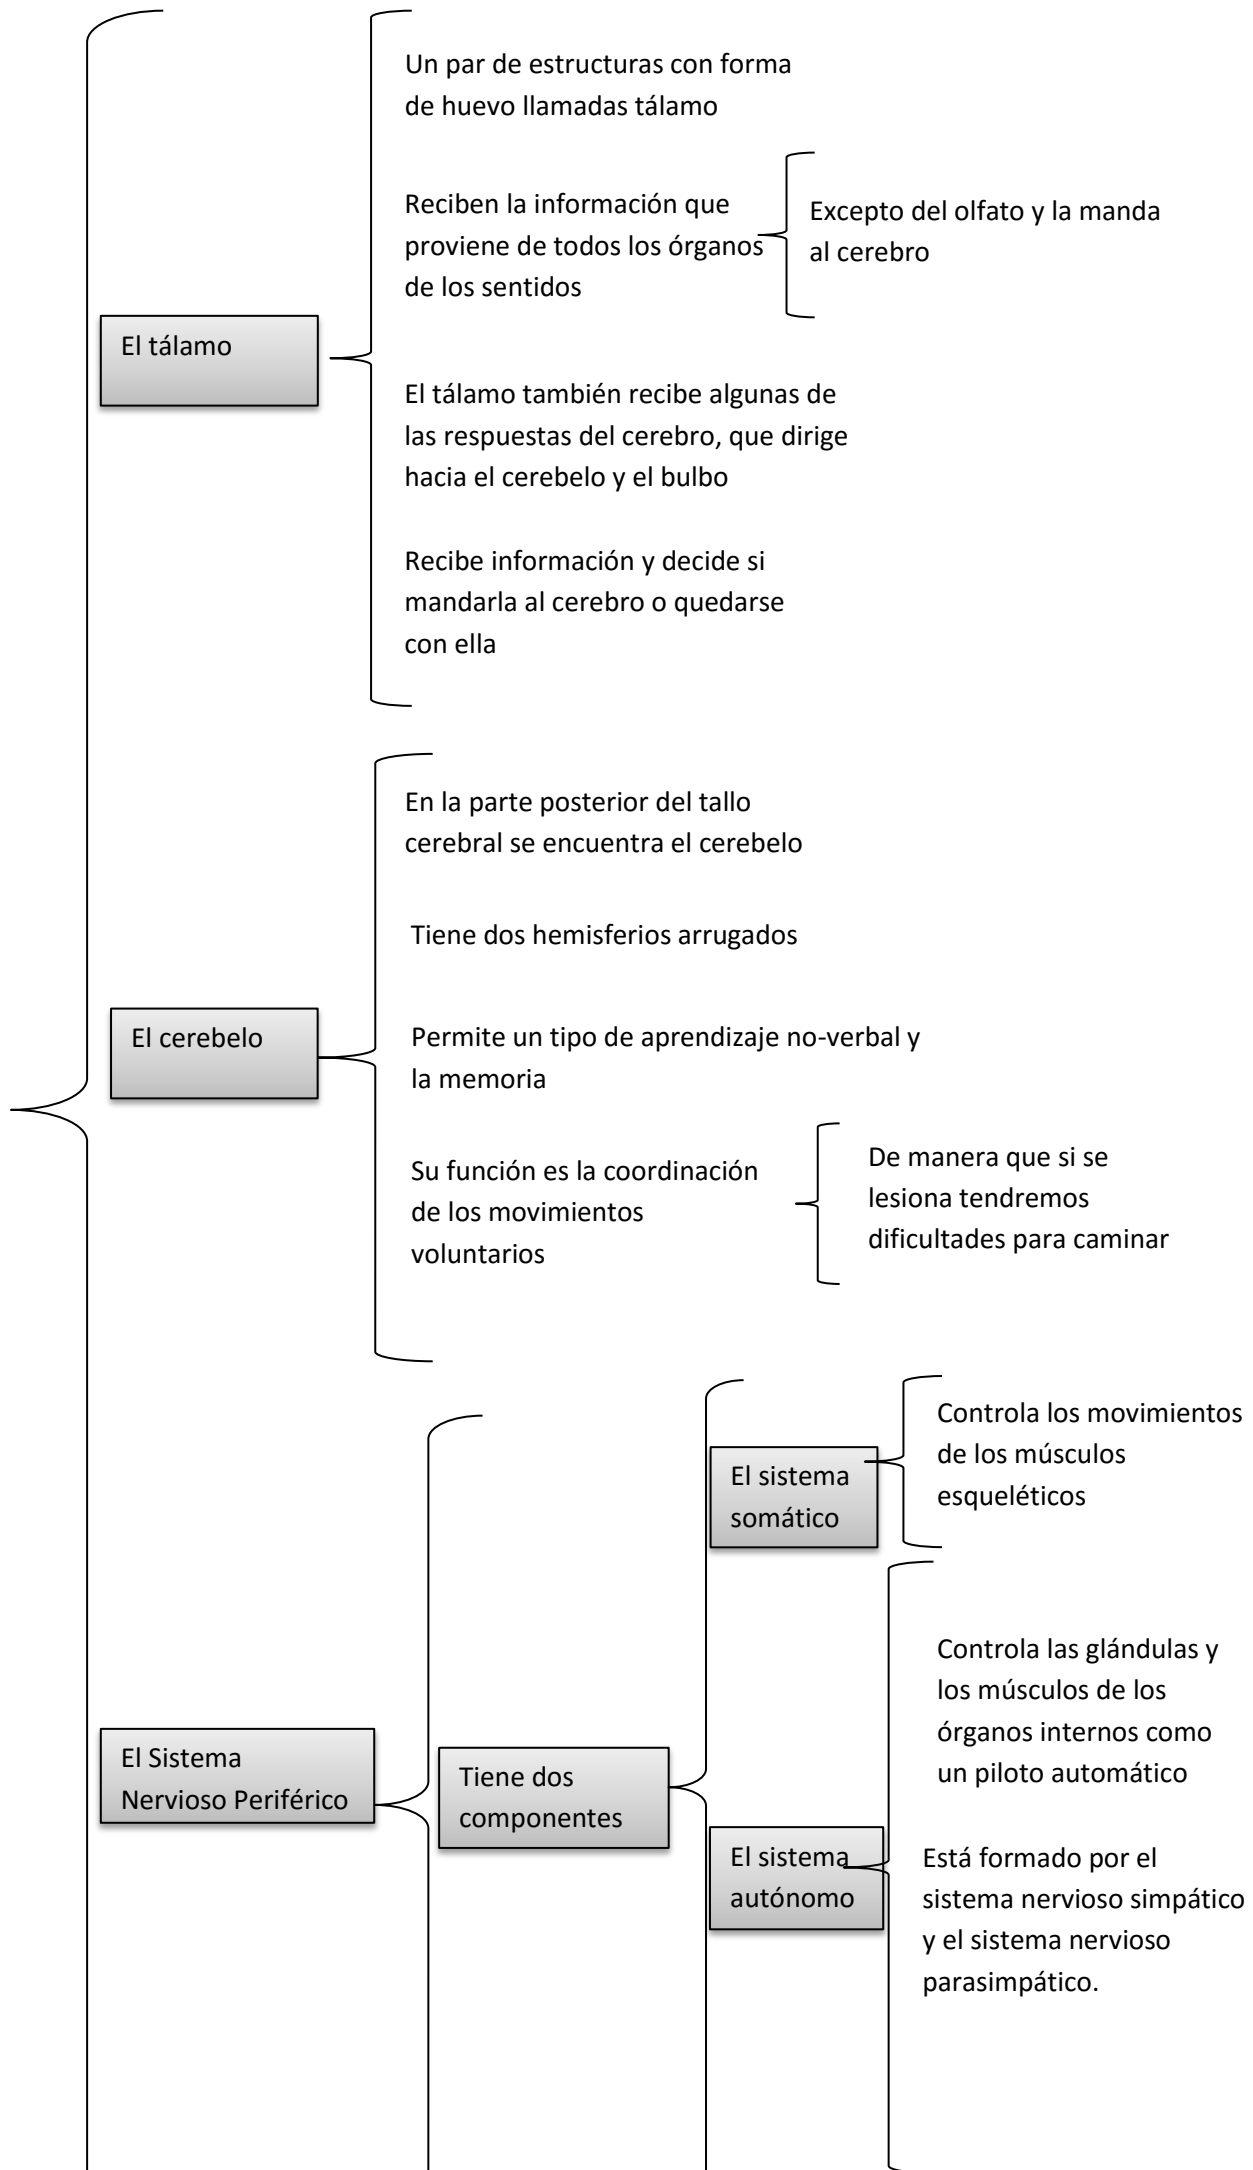 El tálamo
Un par de estructuras con forma
de huevo llamadas tálamo
Reciben la información que
proviene de todos los órganos
de los sentidos
Excepto del olfato y la manda
al cerebro
El tálamo también recibe algunas de
las respuestas del cerebro, que dirige
hacia el cerebelo y el bulbo
Recibe información y decide si
mandarla al cerebro o quedarse
con ella
El cerebelo
En la parte posterior del tallo
cerebral se encuentra el cerebelo
Tiene dos hemisferios arrugados
Permite un tipo de aprendizaje no-verbal y
la memoria
Su función es la coordinación
de los movimientos
voluntarios
De manera que si se
lesiona tendremos
dificultades para caminar
El Sistema
Nervioso Periférico
Tiene dos
componentes
El sistema
somático
Controla los movimientos
de los músculos
esqueléticos
El sistema
autónomo
Controla las glándulas y
los músculos de los
órganos internos como
un piloto automático
Está formado por el
sistema nervioso simpático
y el sistema nervioso
parasimpático.